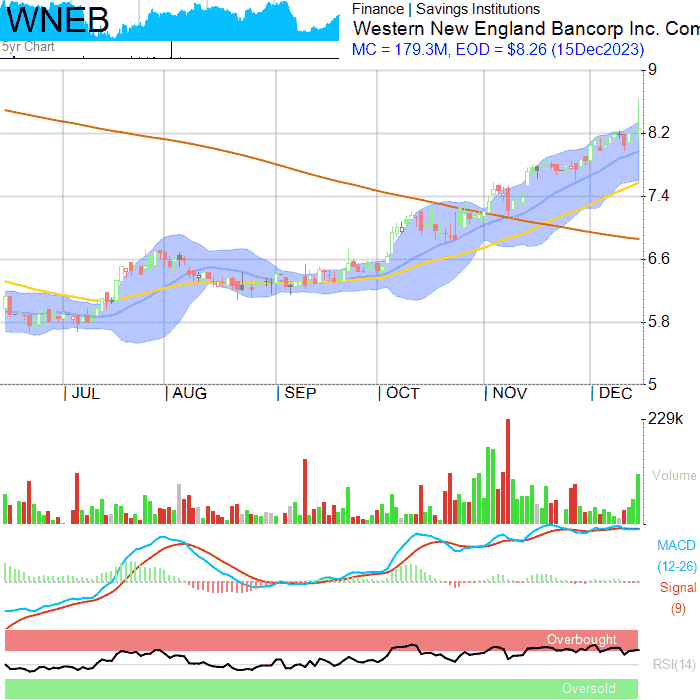 WNEB
Finance | Savings Institutions
Western New England Bancorp Inc. Com
MC = 179.3M, EOD = $8.26 (15Dec2023)
5yr Chart
9
8.2
7.4
6.6
5.8
5
JUL AUG SEP OCT NOV DEC
229k
Volume
MACD
(12-26)
Signal
(9)
Overbought
RSI(14)
Oversold